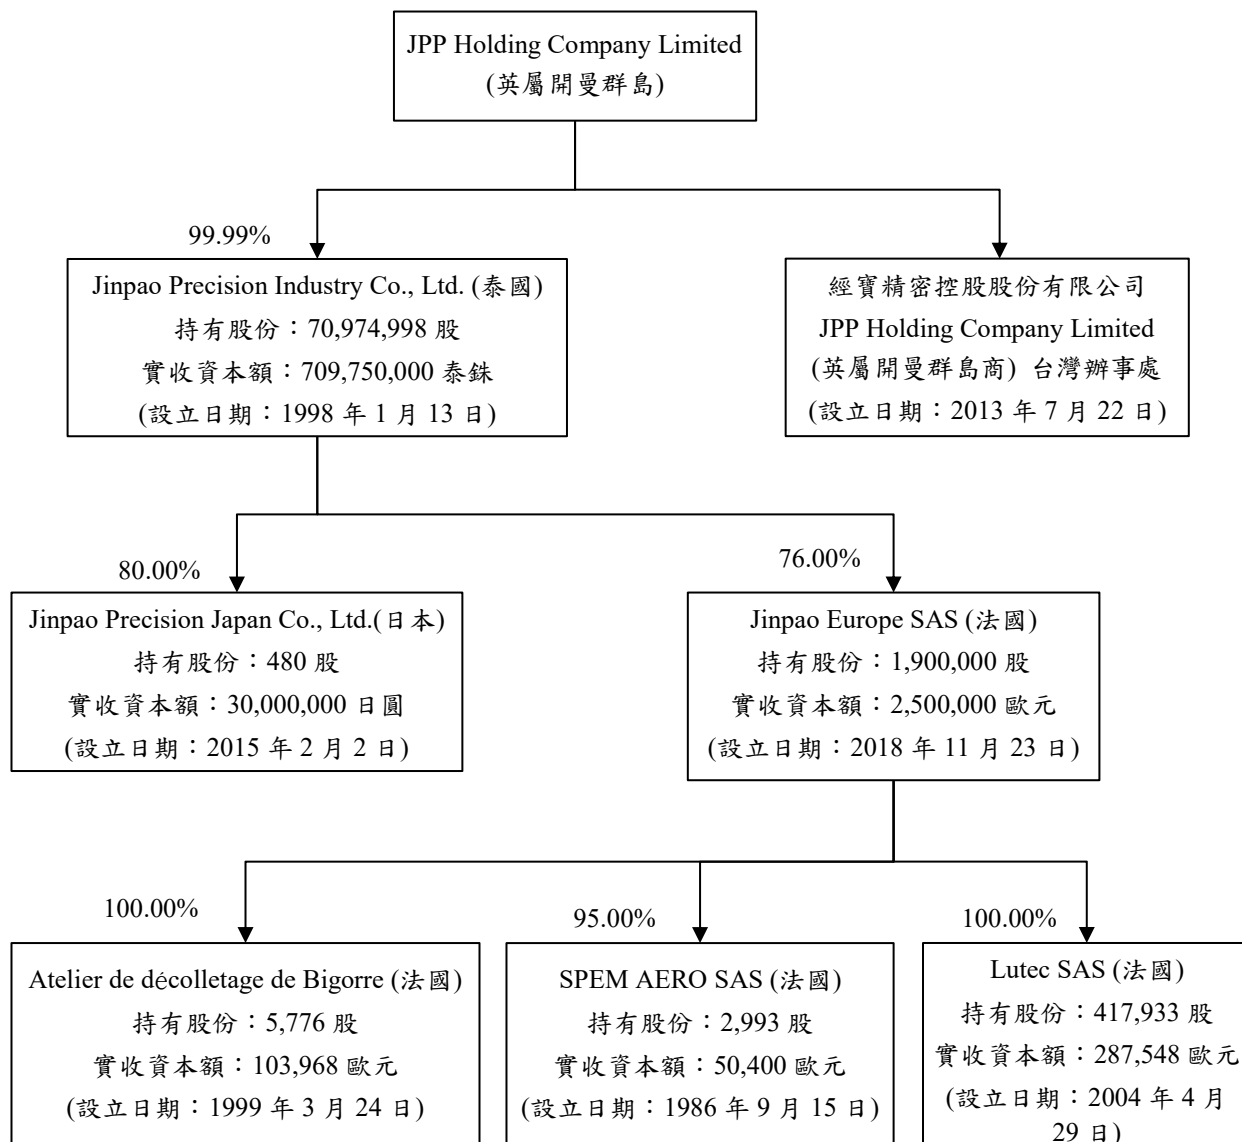 JPP Holding Company Limited
(英屬開曼群島)
99.99%
Jinpao Precision Industry Co., Ltd. (泰國)
持有股份：70,974,998 股
實收資本額：709,750,000 泰銖
(設立日期：1998 年 1 月 13 日)
經寶精密控股股份有限公司
JPP Holding Company Limited
(英屬開曼群島商) 台灣辦事處
(設立日期：2013 年 7 月 22 日)
80.00%
Jinpao Precision Japan Co., Ltd.(日本)
持有股份：480 股
實收資本額：30,000,000 日圓
(設立日期：2015 年 2 月 2 日)
76.00%
Jinpao Europe SAS (法國)
持有股份：1,900,000 股
實收資本額：2,500,000 歐元
(設立日期：2018 年 11 月 23 日)
100.00%
Atelier de décolletage de Bigorre (法國)
持有股份：5,776 股
實收資本額：103,968 歐元
(設立日期：1999 年 3 月 24 日)
95.00%
SPEM AERO SAS (法國)
持有股份：2,993 股
實收資本額：50,400 歐元
(設立日期：1986 年 9 月 15 日)
100.00%
Lutec SAS (法國)
持有股份：417,933 股
實收資本額：287,548 歐元
(設立日期：2004 年 4 月
29 日)